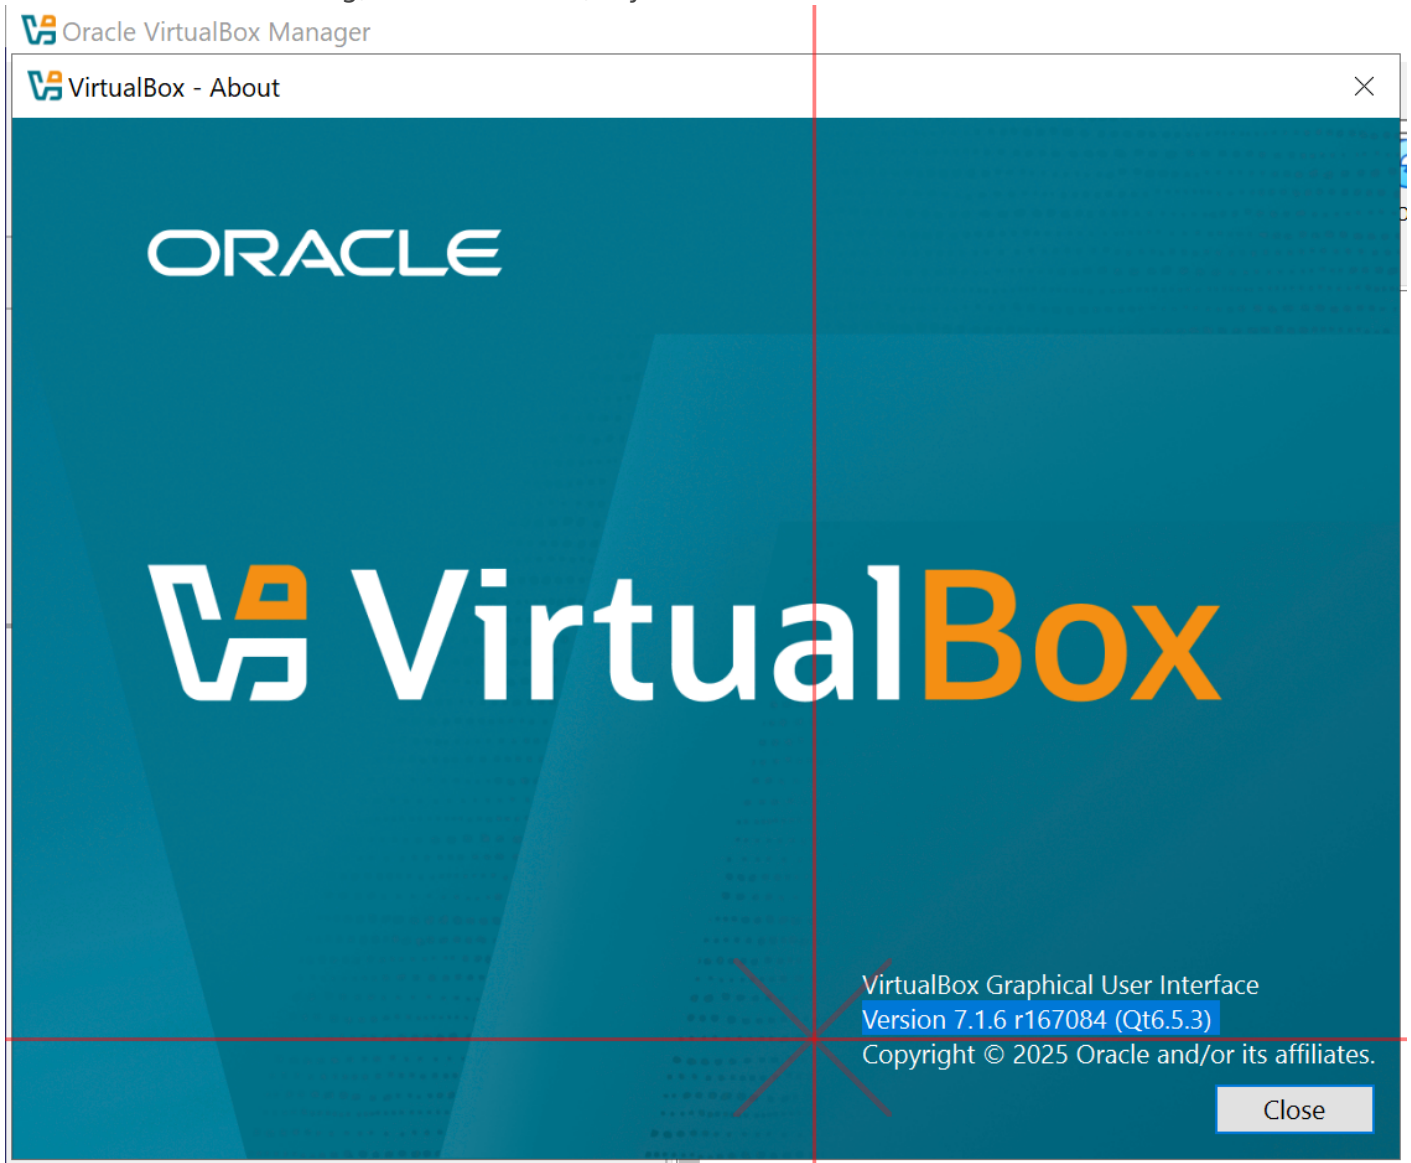 Oracle VirtualBox Manager
VirtualBox - About
ORACLE
VirtualBox
VirtualBox Graphical User Interface
Version 7.1.6 r167084 (Qt6.5.3)
Copyright © 2025 Oracle and/or its affiliates.
Close